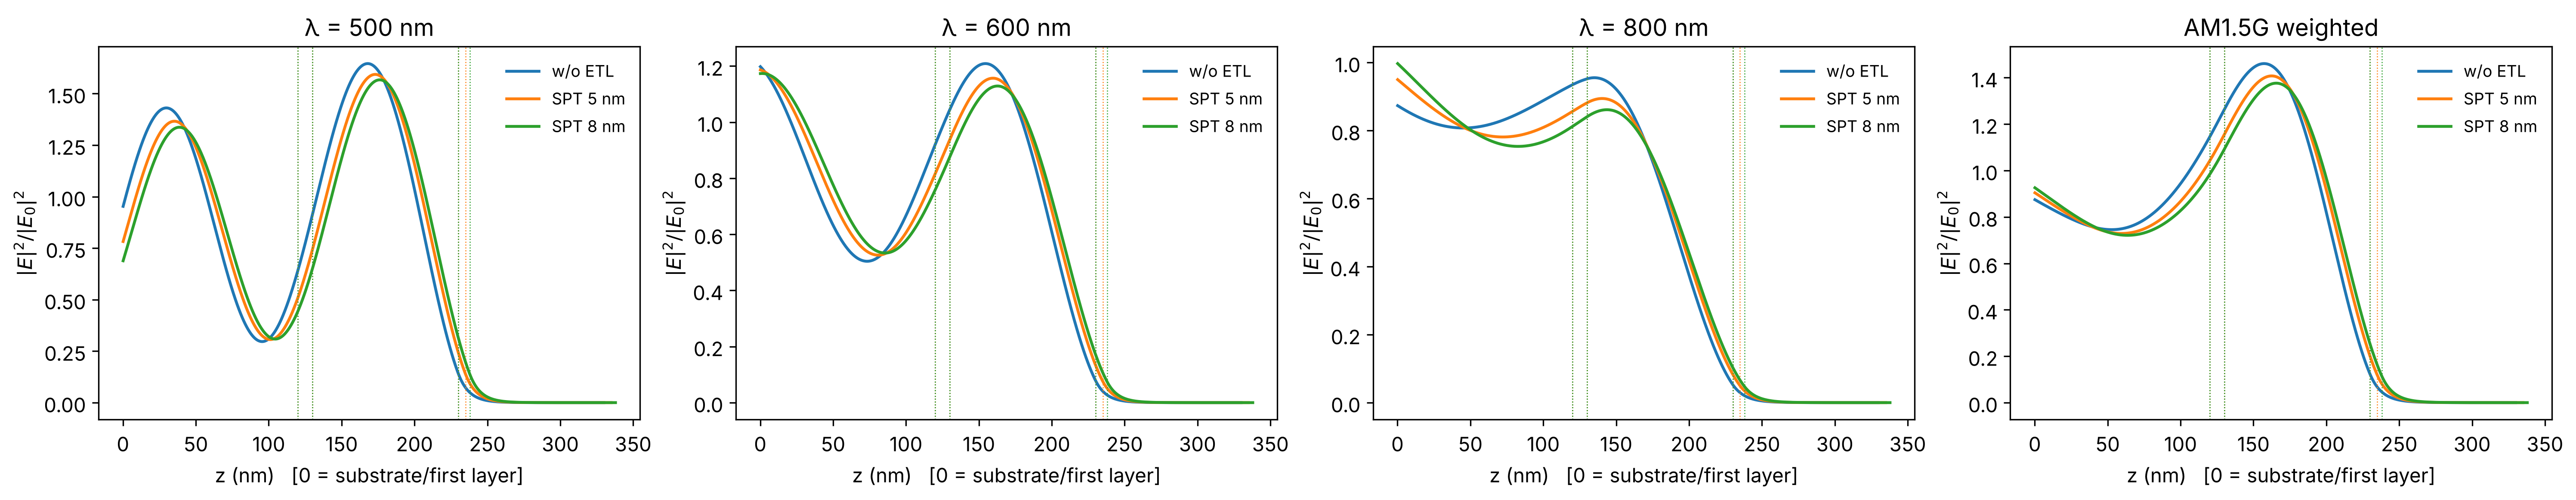 λ = 500 nm
|E|²/|E₀|²
1.50
1.25
1.00
0.75
0.50
0.25
0.00
w/o ETL
SPT 5 nm
SPT 8 nm
0 50 100 150 200 250 300 350
z (nm) [0 = substrate/first layer]
λ = 600 nm
|E|²/|E₀|²
1.2
1.0
0.8
0.6
0.4
0.2
0.0
w/o ETL
SPT 5 nm
SPT 8 nm
0 50 100 150 200 250 300 350
z (nm) [0 = substrate/first layer]
λ = 800 nm
|E|²/|E₀|²
1.0
0.8
0.6
0.4
0.2
0.0
w/o ETL
SPT 5 nm
SPT 8 nm
0 50 100 150 200 250 300 350
z (nm) [0 = substrate/first layer]
AM1.5G weighted
|E|²/|E₀|²
1.4
1.2
1.0
0.8
0.6
0.4
0.2
0.0
w/o ETL
SPT 5 nm
SPT 8 nm
0 50 100 150 200 250 300 350
z (nm) [0 = substrate/first layer]